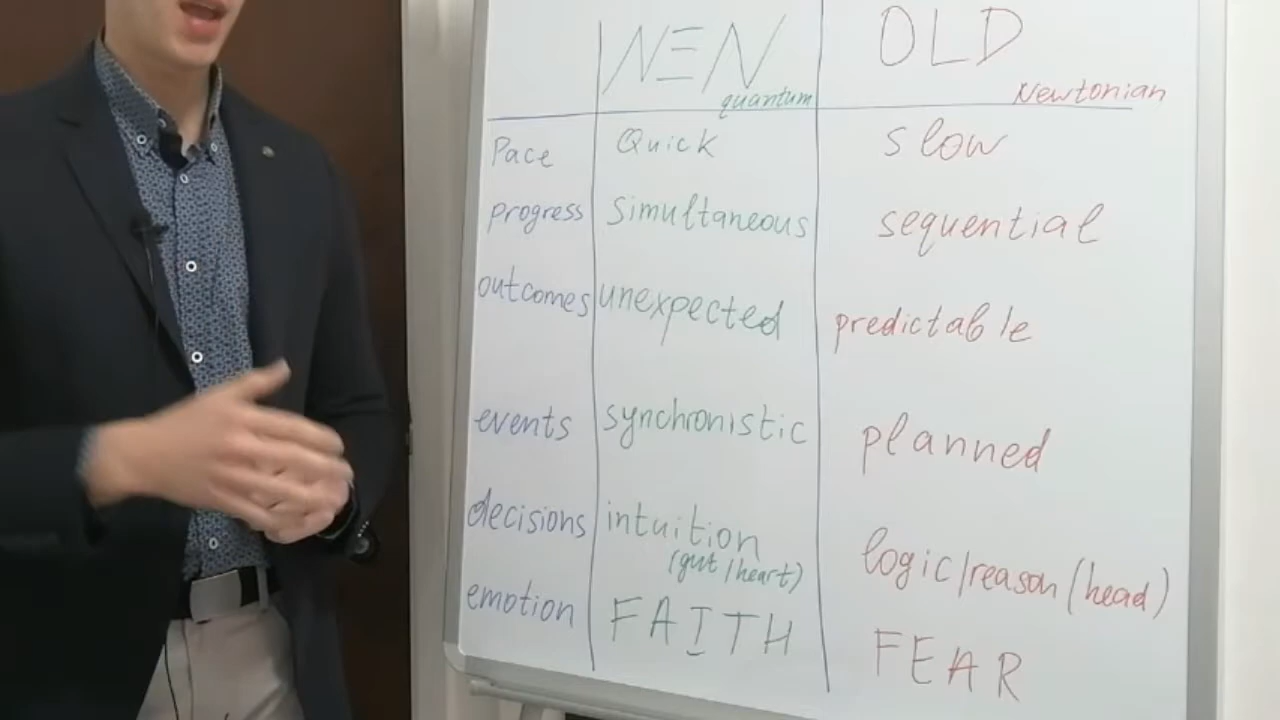 NEW OLD
quantum Newtonian
Pace Quick slow
progress simultaneous sequential
outcomes unexpected predictable
events synchronistic planned
decisions intuition logic/reason (head)
(gut/heart)
emotion FAITH FEAR